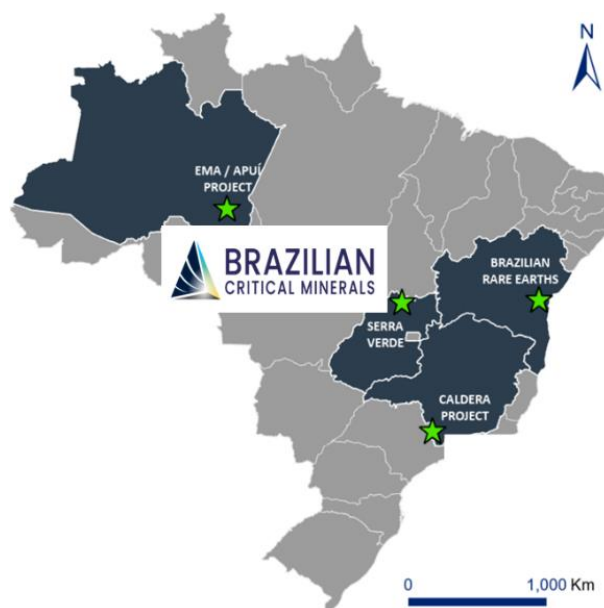 N
EMA / APUÍ
PROJECT
BRAZILIAN
CRITICAL MINERALS
BRAZILIAN
RARE EARTHS
SERRA
VERDE
CALDERA
PROJECT
0
1,000 Km